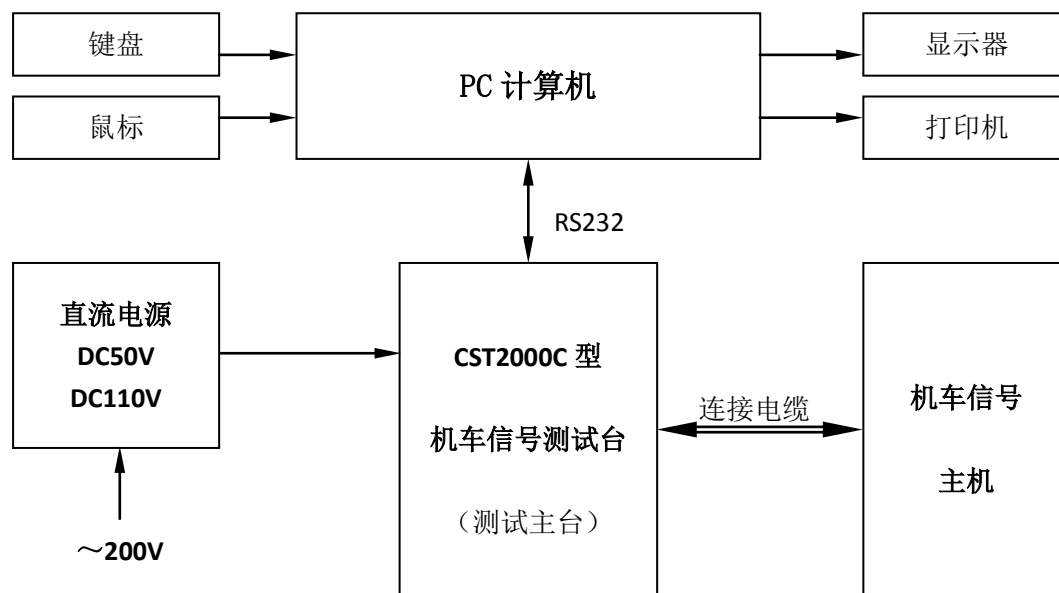 键盘
PC 计算机
显示器
鼠标
打印机
RS232
直流电源
DC50V
DC110V
CST2000C 型
机车信号测试台
（测试主台）
连接电缆
机车信号
主机
～200V